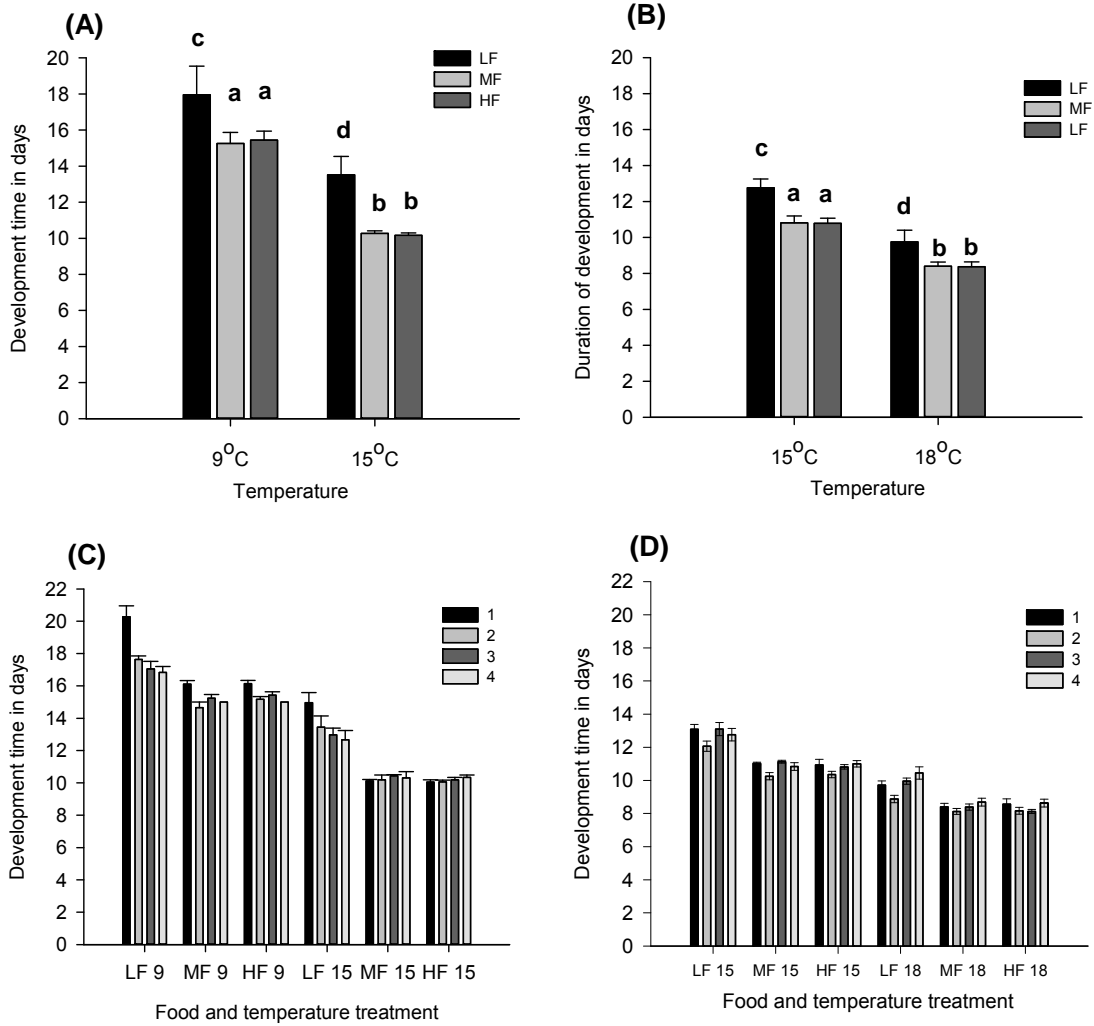 (A)
c
a
a
d
b
b
LF
MF
HF
20
18
16
14
12
10
8
6
4
2
0
Development time in days
9°C
15°C
Temperature
(B)
c
a
a
d
b
b
LF
MF
LF
20
18
16
14
12
10
8
6
4
2
0
Duration of development in days
15°C
18°C
Temperature
(C)
1
2
3
4
22
20
18
16
14
12
10
8
6
4
2
0
Development time in days
LF 9 MF 9 HF 9 LF 15 MF 15 HF 15
Food and temperature treatment
(D)
1
2
3
4
22
20
18
16
14
12
10
8
6
4
2
0
Development time in days
LF 15 MF 15 HF 15 LF 18 MF 18 HF 18
Food and temperature treatment